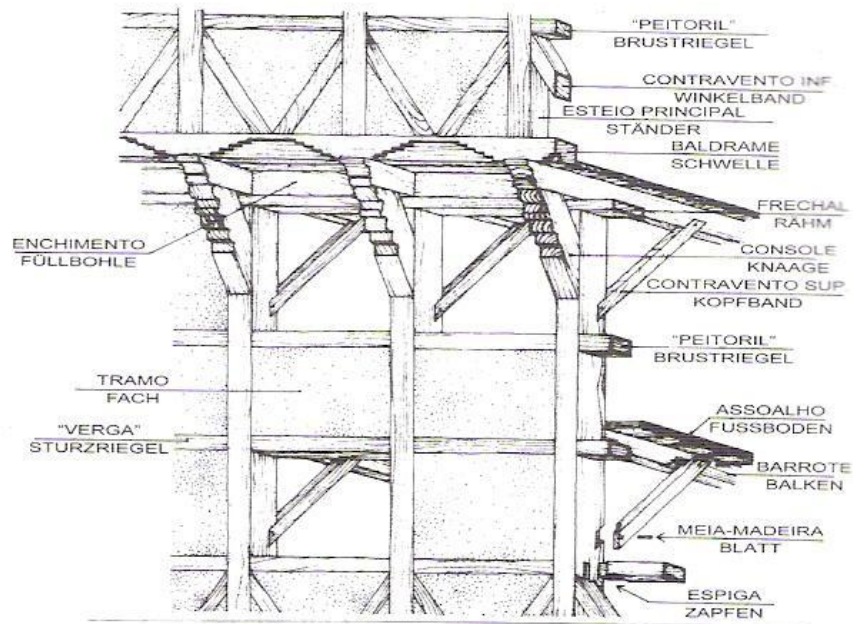 "PEITORIL"
BRUSTRIEGEL
CONTRAVENTO INF
WINKELBAND
ESTEIO PRINCIPAL
STÄNDER
BALDRAME
SCHWELLE
FRECHAL
RÄHM
ENCHIMENTO
FÜLLBOHLE
CONSOLE
KNAAGE
CONTRAVENTO SUP
KOPFBAND
"PEITORIL"
BRUSTRIEGEL
TRAMO
FACH
ASSOALHO
FUSSBODEN
"VERGA"
STURZRIEGEL
BARROTE
BALKEN
MEIA-MADEIRA
BLATT
ESPIGA
ZAPFEN